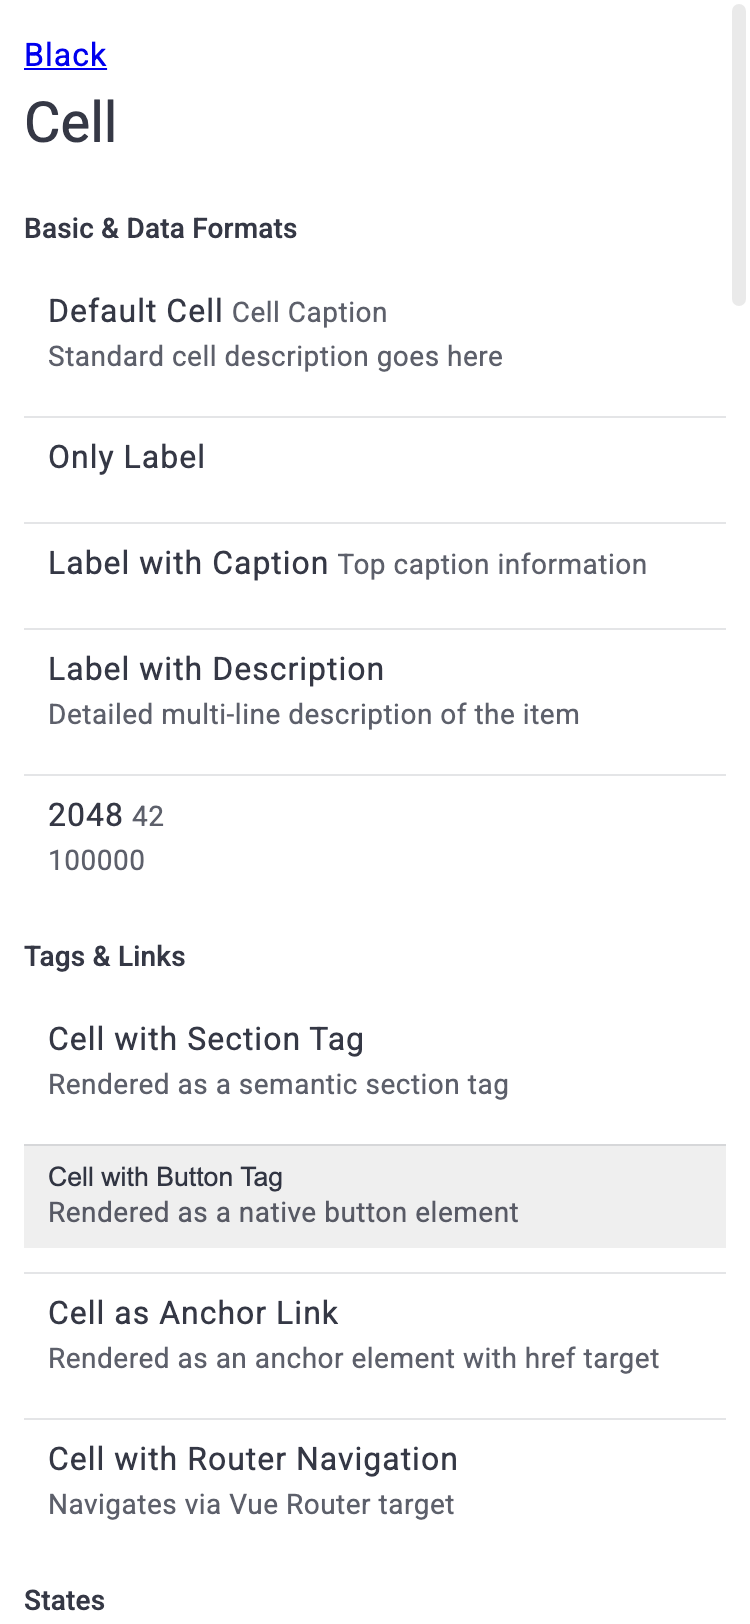 Black
Cell
Basic & Data Formats
Default Cell Cell Caption
Standard cell description goes here
Only Label
Label with Caption Top caption information
Label with Description
Detailed multi-line description of the item
2048 42
100000
Tags & Links
Cell with Section Tag
Rendered as a semantic section tag
Cell with Button Tag
Rendered as a native button element
Cell as Anchor Link
Rendered as an anchor element with href target
Cell with Router Navigation
Navigates via Vue Router target
States